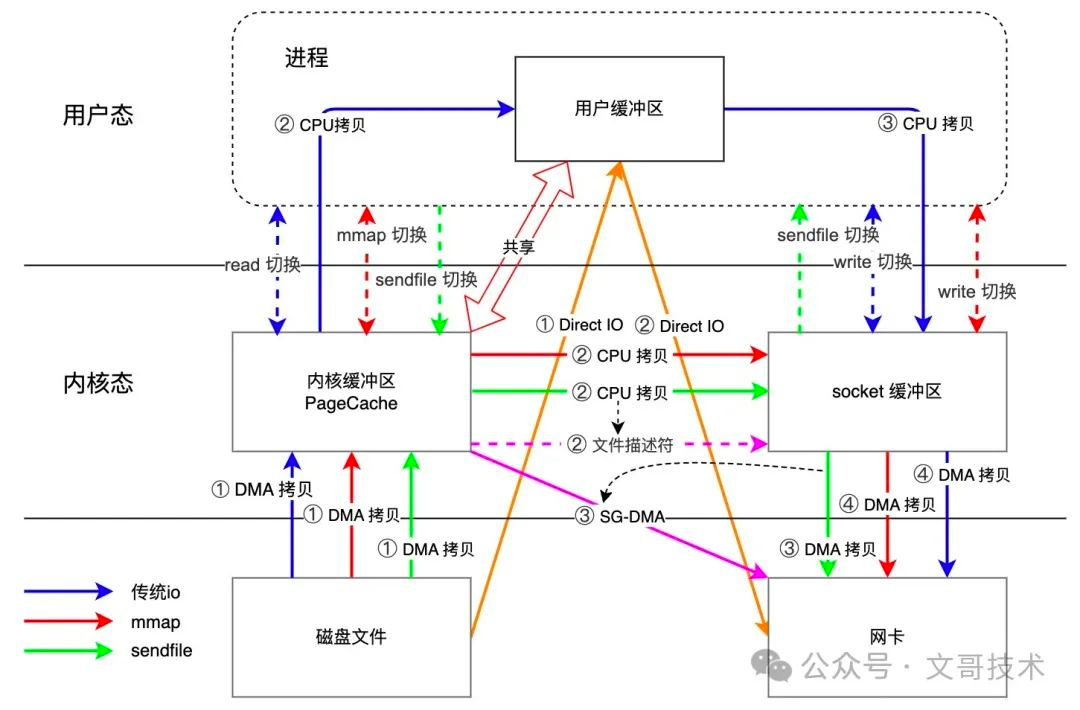 进程
用户态
用户缓冲区
② CPU拷贝
③ CPU 拷贝
mmap 切换
sendfile 切换
共享
read 切换
write 切换
sendfile 切换
write 切换
① Direct IO
② Direct IO
② CPU 拷贝
内核态
内核缓冲区
PageCache
② CPU 拷贝
socket 缓冲区
② 文件描述符
① DMA 拷贝
④ DMA 拷贝
① DMA 拷贝
④ DMA 拷贝
③ SG-DMA
① DMA 拷贝
③ DMA 拷贝
传统io
mmap
sendfile
磁盘文件
网卡
公众号 · 文哥技术